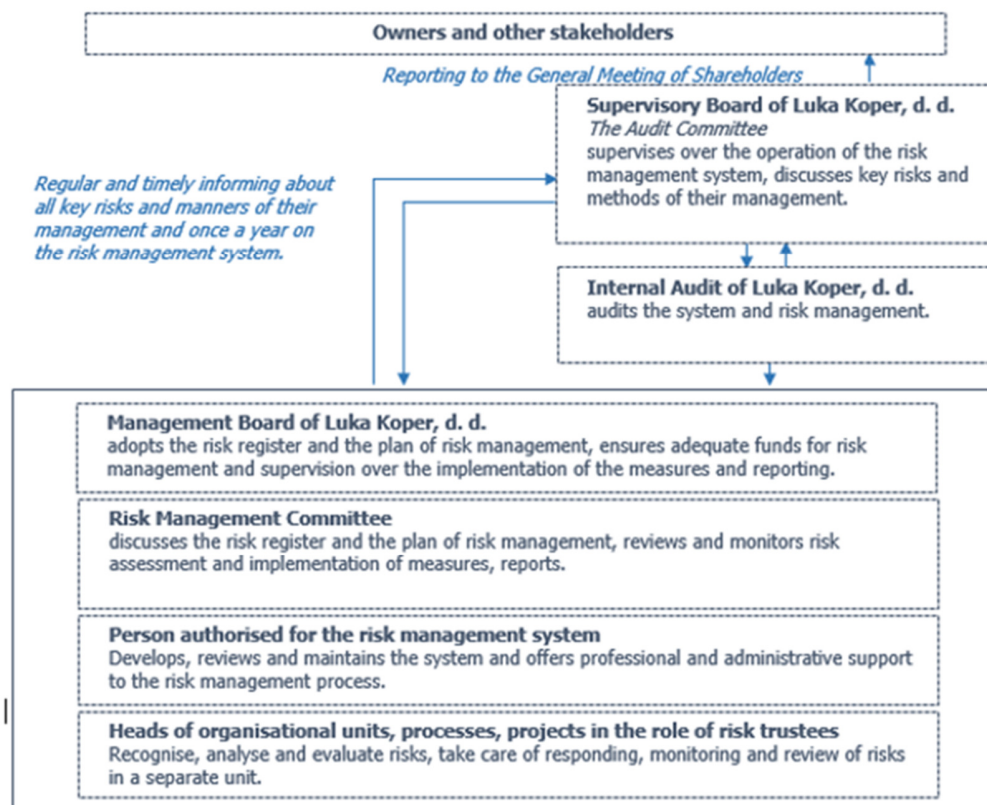 Owners and other stakeholders
Reporting to the General Meeting of Shareholders
Supervisory Board of Luka Koper, d. d.
The Audit Committee
supervises over the operation of the risk
management system, discusses key risks and
methods of their management.
Regular and timely informing about
all key risks and manners of their
management and once a year on
the risk management system.
Internal Audit of Luka Koper, d. d.
audits the system and risk management.
Management Board of Luka Koper, d. d.
adopts the risk register and the plan of risk management, ensures adequate funds for risk
management and supervision over the implementation of the measures and reporting.
Risk Management Committee
discusses the risk register and the plan of risk management, reviews and monitors risk
assessment and implementation of measures, reports.
Person authorised for the risk management system
Develops, reviews and maintains the system and offers professional and administrative support
to the risk management process.
Heads of organisational units, processes, projects in the role of risk trustees
Recognise, analyse and evaluate risks, take care of responding, monitoring and review of risks
in a separate unit.